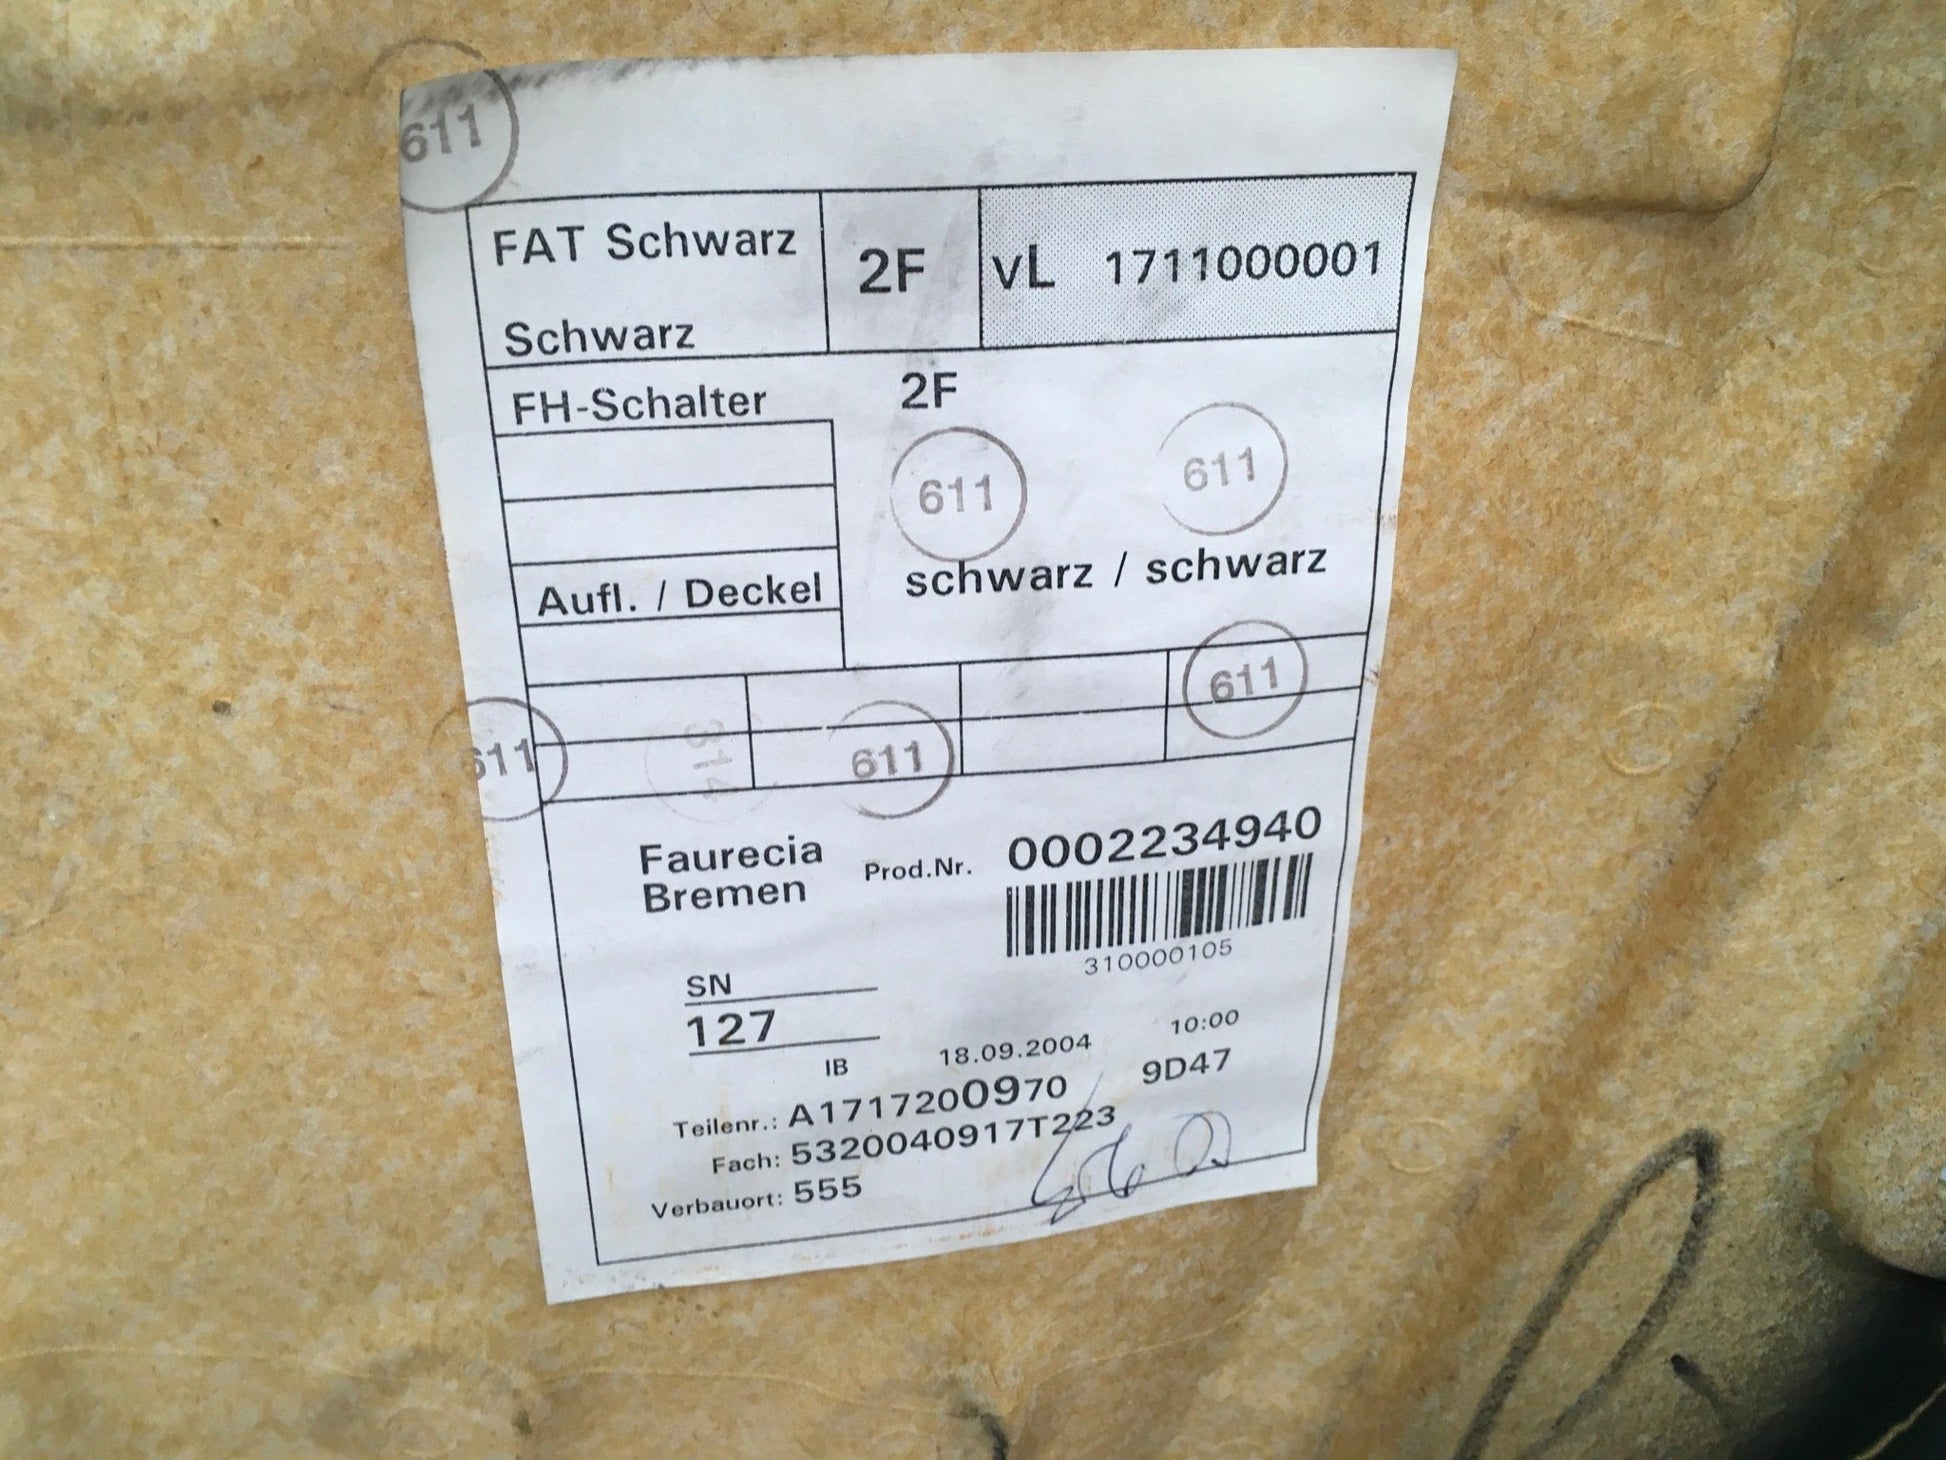 611
FAT Schwarz 2F vL 1711000001
Schwarz
FH-Schalter 2F
611 611
Aufl. / Deckel schwarz / schwarz
611
611 314 611
Faurecia Prod.Nr. 0002234940
Bremen
310000105
SN
127
IB 18.09.2004 10:00
Teilenr.: A1717200970 9D47
Fach: 5320040917T223
Verbauort: 555